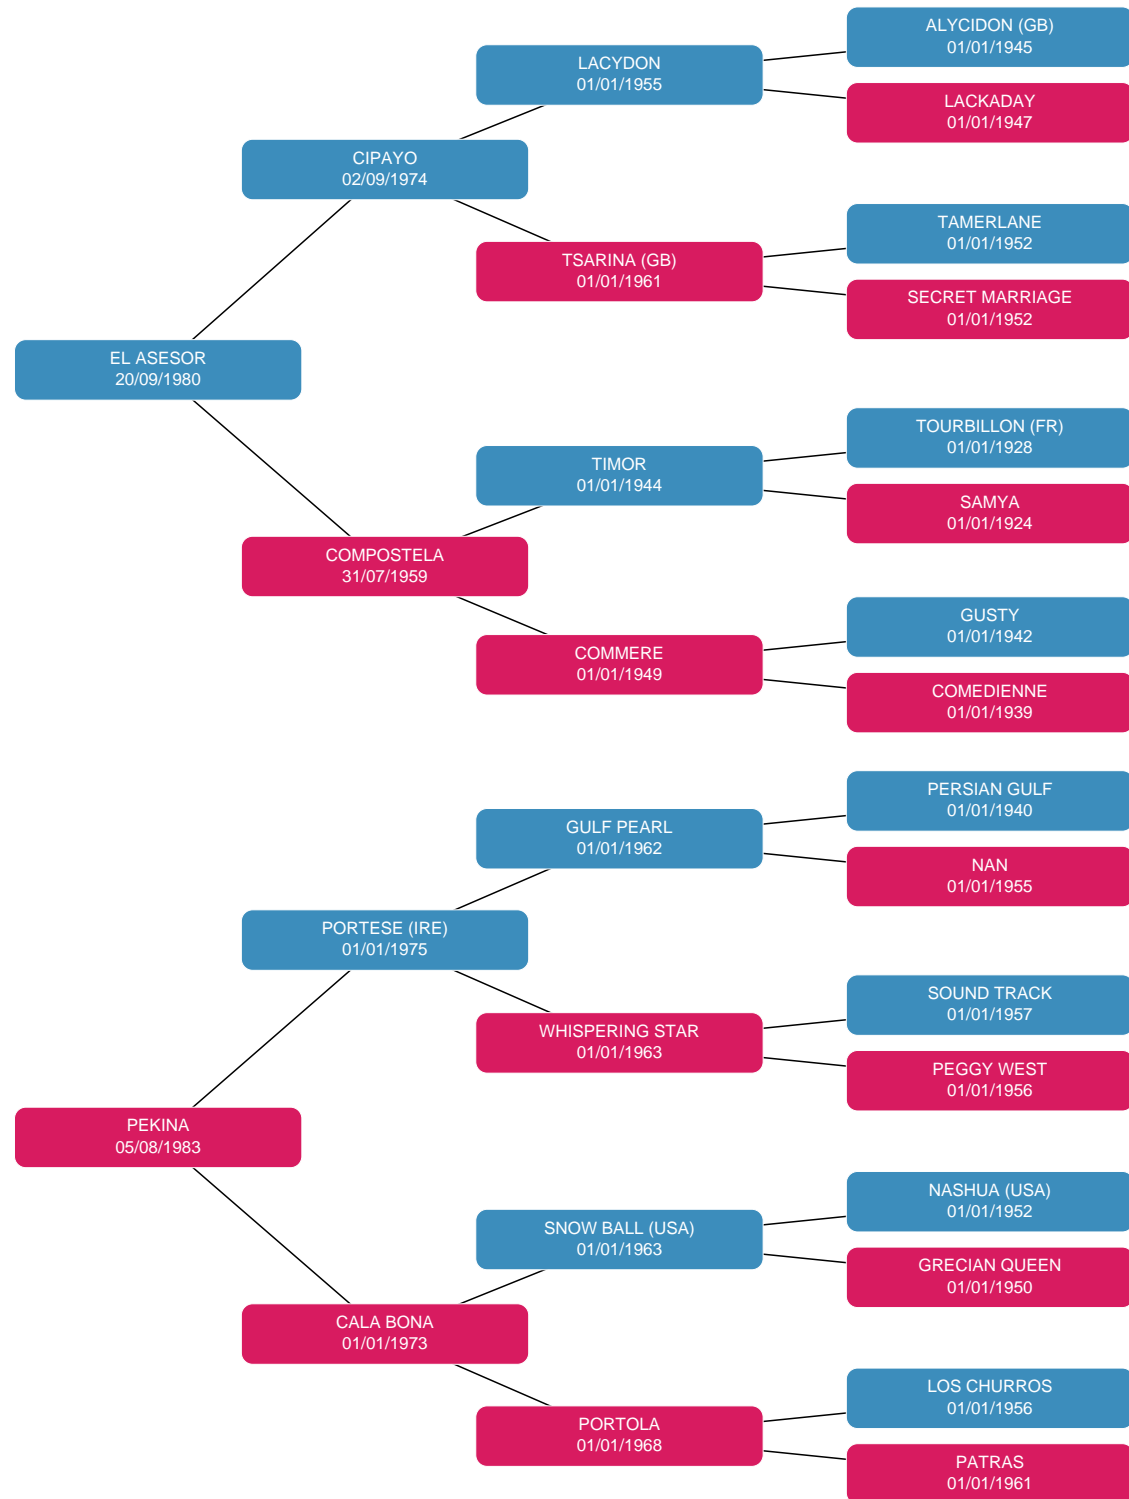 ALYCIDON (GB)
01/01/1945
LACYDON
01/01/1955
LACKADAY
01/01/1947
CIPAYO
02/09/1974
TAMERLANE
01/01/1952
TSARINA (GB)
01/01/1961
SECRET MARRIAGE
01/01/1952
EL ASESOR
20/09/1980
TOURBILLON (FR)
01/01/1928
TIMOR
01/01/1944
SAMYA
01/01/1924
COMPOSTELA
31/07/1959
GUSTY
01/01/1942
COMMERE
01/01/1949
COMEDIENNE
01/01/1939
PERSIAN GULF
01/01/1940
GULF PEARL
01/01/1962
NAN
01/01/1955
PORTESE (IRE)
01/01/1975
SOUND TRACK
01/01/1957
WHISPERING STAR
01/01/1963
PEGGY WEST
01/01/1956
PEKINA
05/08/1983
NASHUA (USA)
01/01/1952
SNOW BALL (USA)
01/01/1963
GRECIAN QUEEN
01/01/1950
CALA BONA
01/01/1973
LOS CHURROS
01/01/1956
PORTOLA
01/01/1968
PATRAS
01/01/1961